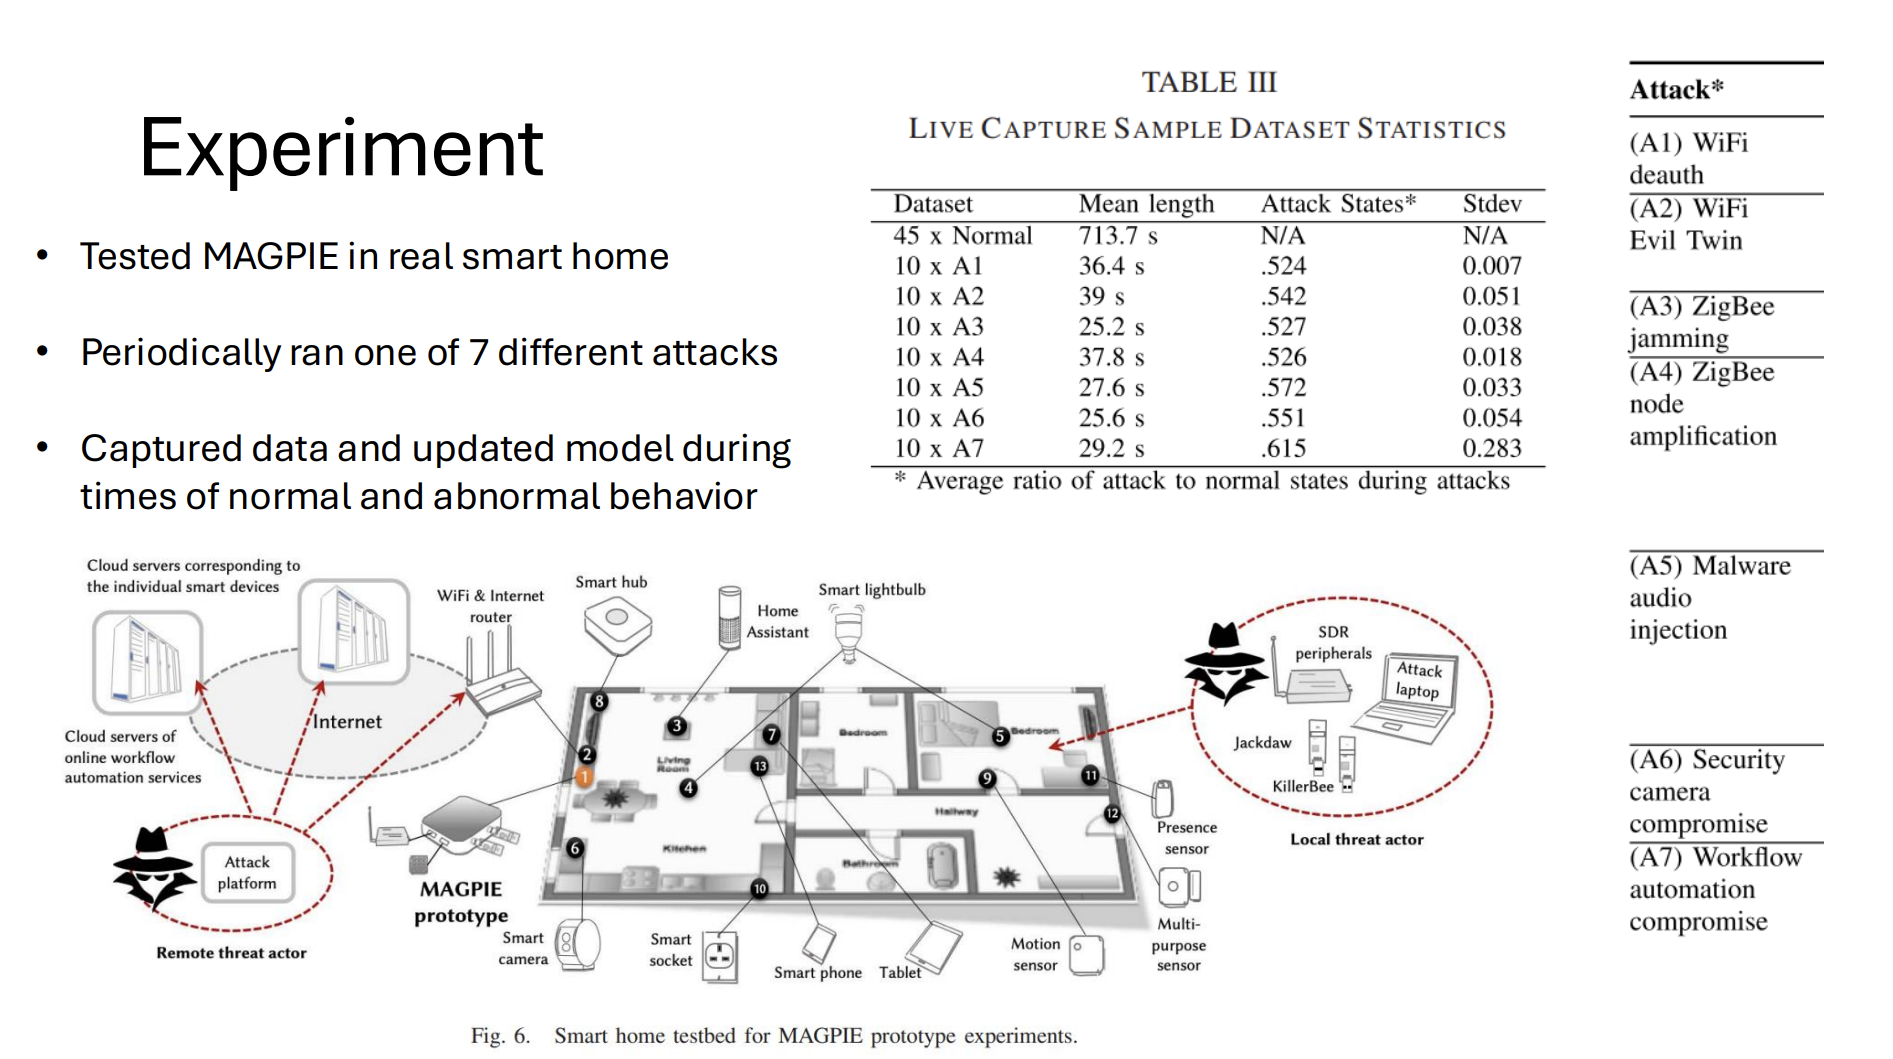 Experiment
• Tested MAGPIE in real smart home
• Periodically ran one of 7 different attacks
• Captured data and updated model during
times of normal and abnormal behavior
TABLE III
LIVE CAPTURE SAMPLE DATASET STATISTICS
Dataset Mean length Attack States* Stdev
45 x Normal 713.7 s N/A N/A
10 x A1 36.4 s .524 0.007
10 x A2 39 s .542 0.051
10 x A3 25.2 s .527 0.038
10 x A4 37.8 s .526 0.018
10 x A5 27.6 s .572 0.033
10 x A6 25.6 s .551 0.054
10 x A7 29.2 s .615 0.283
* Average ratio of attack to normal states during attacks
Attack*
(A1) WiFi
deauth
(A2) WiFi
Evil Twin
(A3) ZigBee
jamming
(A4) ZigBee
node
amplification
(A5) Malware
audio
injection
(A6) Security
camera
compromise
(A7) Workflow
automation
compromise
Cloud servers corresponding to
the individual smart devices
WiFi & Internet
router
Smart hub
Home
Assistant
Smart lightbulb
Internet
Cloud servers of
online workflow
automation services
Attack
platform
Remote threat actor
MAGPIE
prototype
8
3
2
1
7
13
4
5
9
11
12
6
10
Living
Room
Bedroom
Bedroom
Hallway
Kitchen
Bathroom
SDR
peripherals
Attack
laptop
Jackdaw
KillerBee
Local threat actor
Presence
sensor
Multi-
purpose
sensor
Motion
sensor
Tablet
Smart phone
Smart
socket
Smart
camera
Fig. 6. Smart home testbed for MAGPIE prototype experiments.